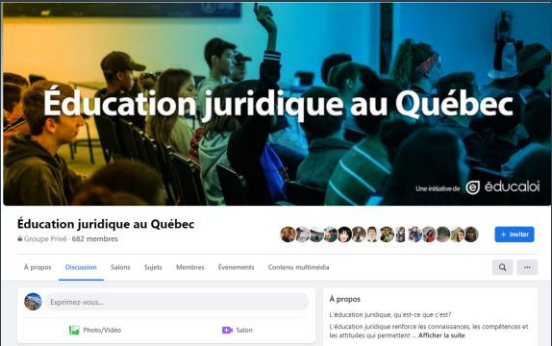 Éducation juridique au Québec
Une initiative de éducaloi
Éducation juridique au Québec
Groupe Privé · 682 membres
+ Inviter
À propos Discussion Salons Sujets Membres Événements Contenu multimédia
Exprimez-vous...
Photo/Vidéo Salon
À propos
L'éducation juridique, qu'est-ce que c'est?
L'éducation juridique renforce les connaissances, les compétences et
les attitudes qui permettent ... Afficher la suite